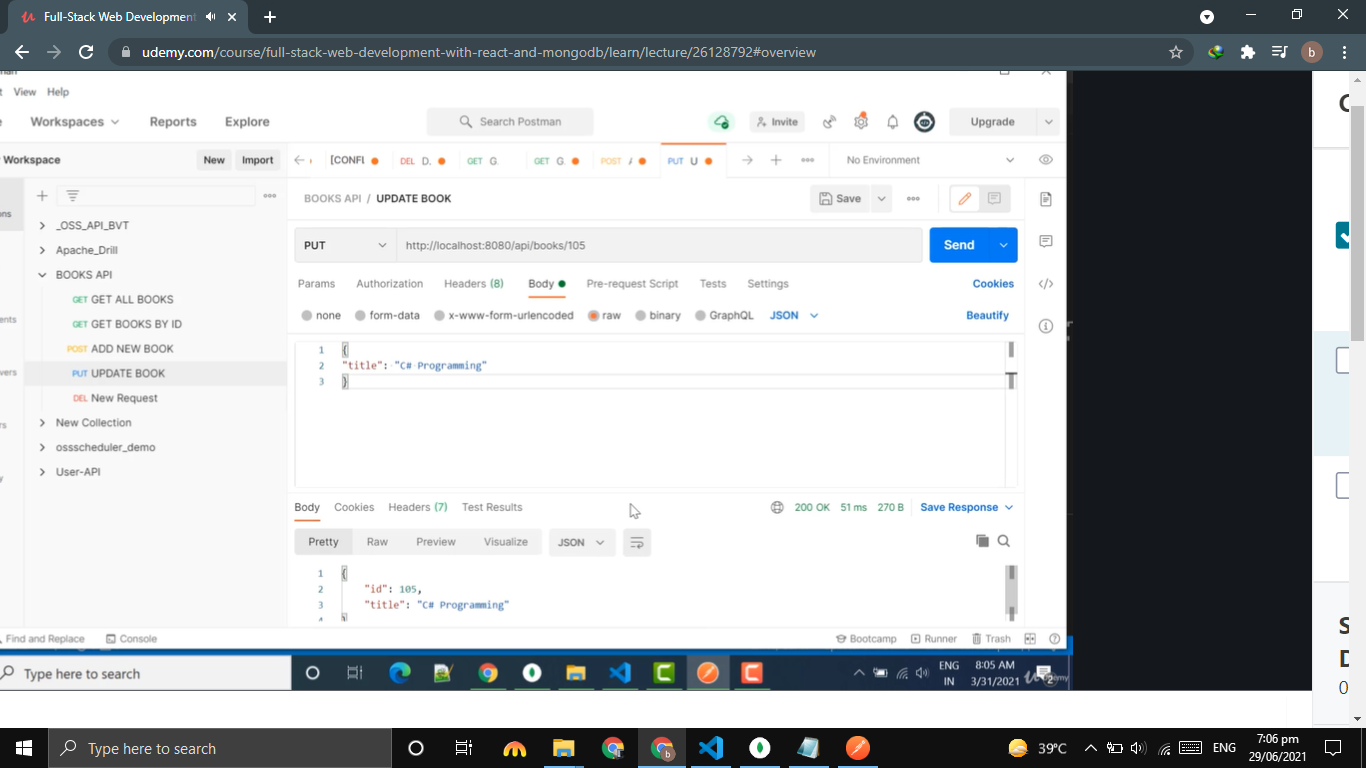 Full-Stack Web Development
udemy.com/course/full-stack-web-development-with-react-and-mongodb/learn/lecture/26128792#overview
b
View Help
Workspaces Reports Explore Search Postman Invite Upgrade
Workspace New Import [CONFL DEL D. GET G GET G. POST A PUT U No Environment
BOOKS API / UPDATE BOOK Save
_OSS_API_BVT
PUT http://localhost:8080/api/books/105 Send
Apache_Drill
BOOKS API
Params Authorization Headers (8) Body Pre-request Script Tests Settings Cookies
GET GET ALL BOOKS
none form-data x-www-form-urlencoded raw binary GraphQL JSON Beautify
GET GET BOOKS BY ID
POST ADD NEW BOOK
PUT UPDATE BOOK
DEL New Request
New Collection
ossscheduler_demo
User-API
1 {
2 "title": "C# Programming"
3 }
Body Cookies Headers (7) Test Results 200 OK 51 ms 270 B Save Response
Pretty Raw Preview Visualize JSON
1 {
2 "id": 105,
3 "title": "C# Programming"
4 }
Find and Replace Console Bootcamp Runner Trash
Type here to search ENG IN 8:05 AM 3/31/2021 2
Type here to search 39°C ENG 7:06 pm 29/06/2021